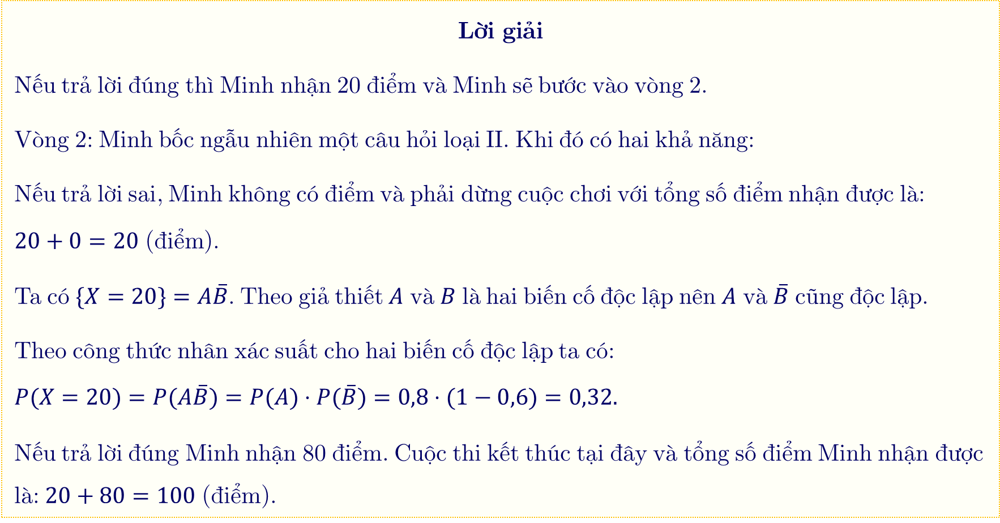 Lời giải
Nếu trả lời đúng thì Minh nhận 20 điểm và Minh sẽ bước vào vòng 2.
Vòng 2: Minh bốc ngẫu nhiên một câu hỏi loại II. Khi đó có hai khả năng:
Nếu trả lời sai, Minh không có điểm và phải dừng cuộc chơi với tổng số điểm nhận được là:
20 + 0 = 20 (điểm).
Ta có {X = 20} = AB̄. Theo giả thiết A và B là hai biến cố độc lập nên A và B̄ cũng độc lập.
Theo công thức nhân xác suất cho hai biến cố độc lập ta có:
P(X = 20) = P(AB̄) = P(A) · P(B̄) = 0,8 · (1 − 0,6) = 0,32.
Nếu trả lời đúng Minh nhận 80 điểm. Cuộc thi kết thúc tại đây và tổng số điểm Minh nhận được
là: 20 + 80 = 100 (điểm).